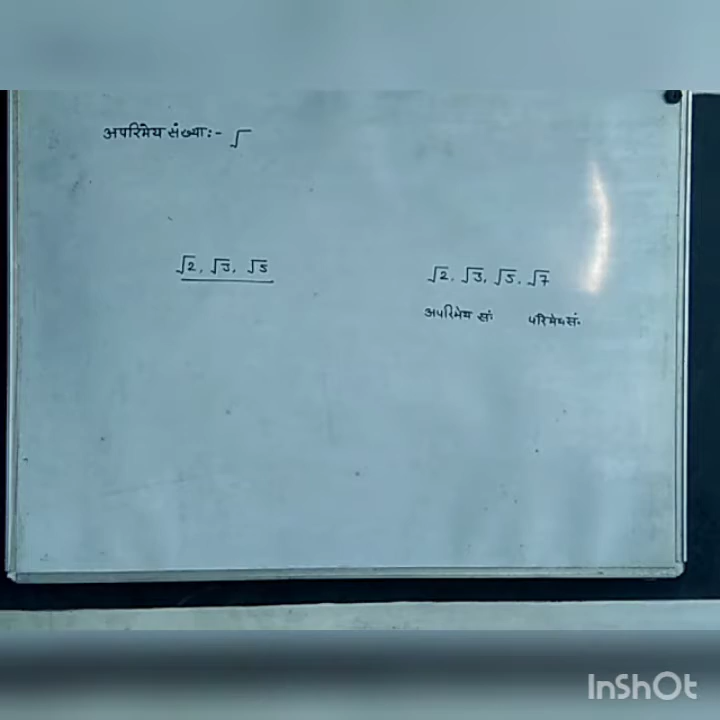 अपरिमेय संख्या:- √
√2, √3, √5
√2, √3, √5, √7
अपरिमेय सं॰ परिमेय सं॰
InShOt